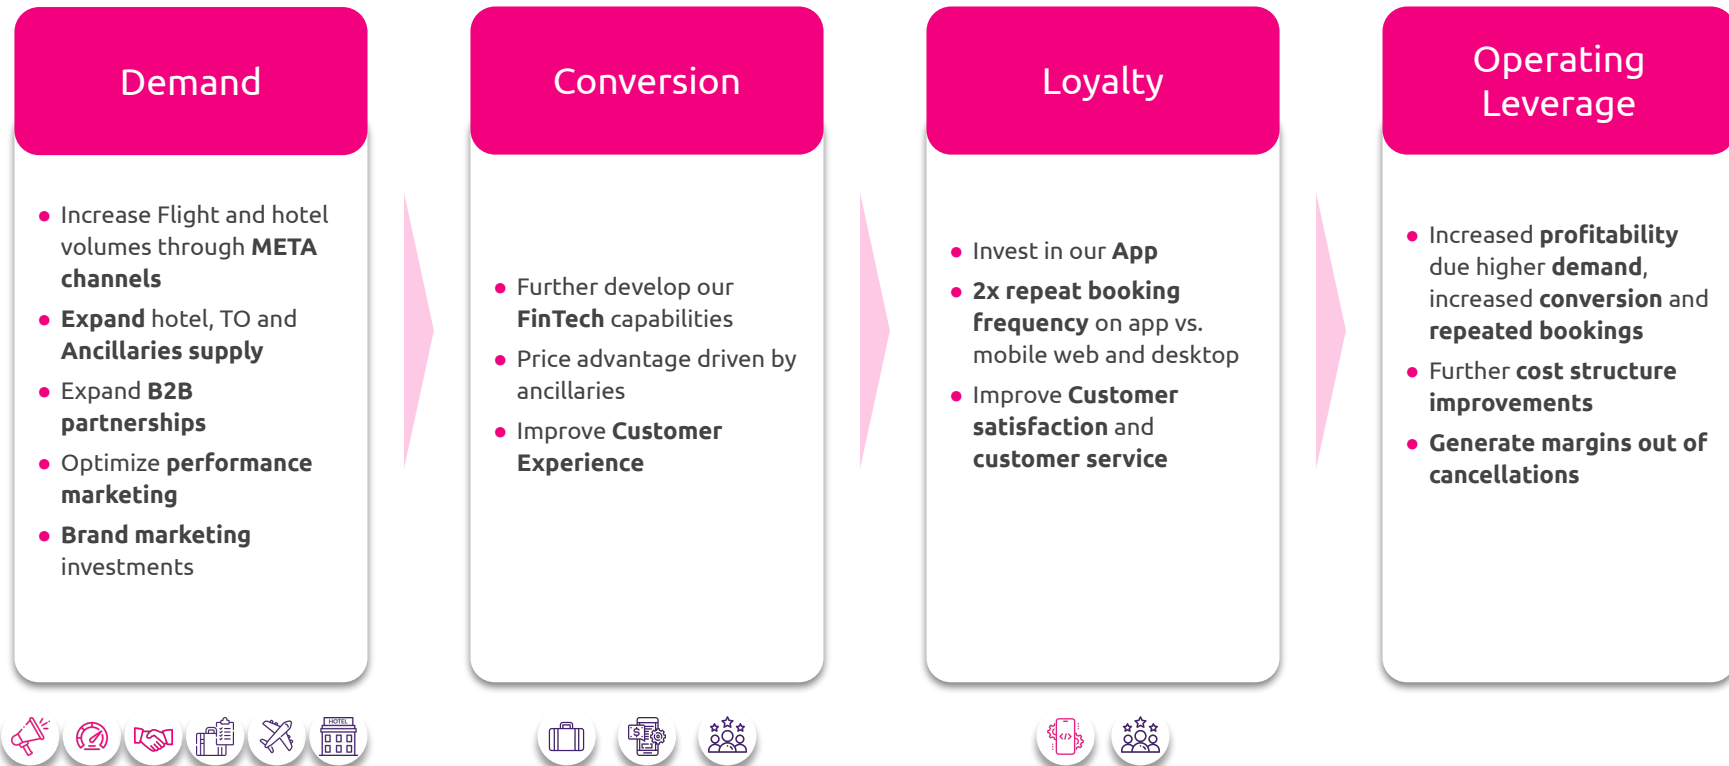 Demand
Increase Flight and hotel
volumes through META
channels
Expand hotel, TO and
Ancillaries supply
Expand B2B
partnerships
Optimize performance
marketing
Brand marketing
investments
Conversion
Further develop our
FinTech capabilities
Price advantage driven by
ancillaries
Improve Customer
Experience
Loyalty
Invest in our App
2x repeat booking
frequency on app vs.
mobile web and desktop
Improve Customer
satisfaction and
customer service
Operating
Leverage
Increased profitability
due higher demand,
increased conversion and
repeated bookings
Further cost structure
improvements
Generate margins out of
cancellations
HOTEL
$
</>